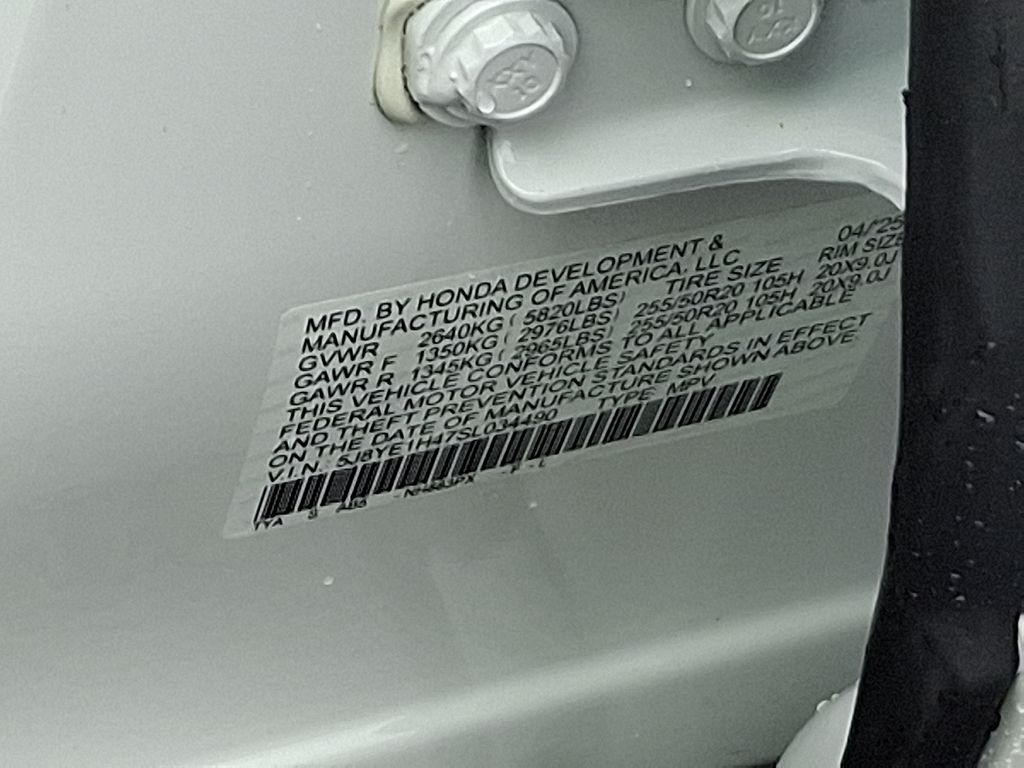 04/'25
MFD. BY HONDA DEVELOPMENT &
MANUFACTURING OF AMERICA, LLC
GVWR 2640KG ( 5820LBS) TIRE SIZE RIM SIZE
GAWR F 1350KG ( 2976LBS) 255/50R20 105H 20X9.0J
GAWR R 1345KG ( 2965LBS) 255/50R20 105H 20X9.0J
THIS VEHICLE CONFORMS TO ALL APPLICABLE
FEDERAL MOTOR VEHICLE SAFETY
AND THEFT PREVENTION STANDARDS IN EFFECT
ON THE DATE OF MANUFACTURE SHOWN ABOVE.
V.I.N.: 5J8YE1H47SL034490 TYPE: MPV
TYA S AB5 -NH883PX -F - L